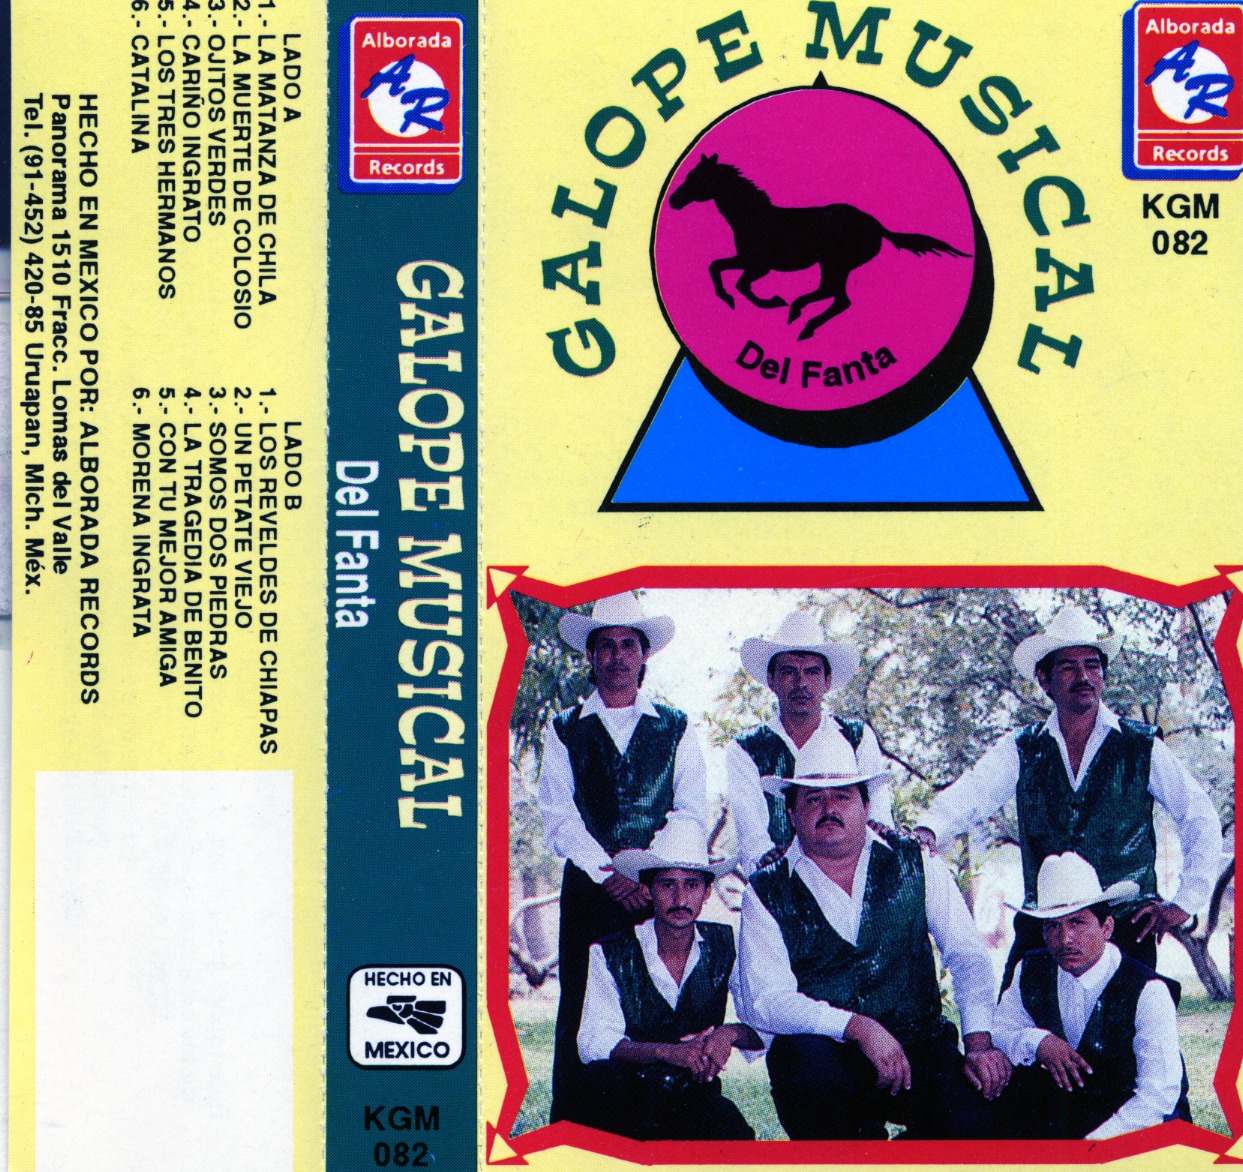 LADO A
1.- LA MATANZA DE CHILA
2.- LA MUERTE DE COLOSIO
3.- OJITOS VERDES
4.- CARIÑO INGRATO
5.- LOS TRES HERMANOS
6.- CATALINA
LADO B
1.- LOS REVELDES DE CHIAPAS
2.- UN PETATE VIEJO
3.- SOMOS DOS PIEDRAS
4.- LA TRAGEDIA DE BENITO
5.- CON TU MEJOR AMIGA
6.- MORENA INGRATA
HECHO EN MEXICO POR: ALBORADA RECORDS
Panorama 1510 Fracc. Lomas del Valle
Tel. (91-452) 420-85 Uruapan, Mich. Méx.
Alborada
AR
Records
GALOPE MUSICAL
Del Fanta
HECHO EN
MEXICO
KGM
082
GALOPE MUSICAL
Del Fanta
Alborada
AR
Records
KGM
082